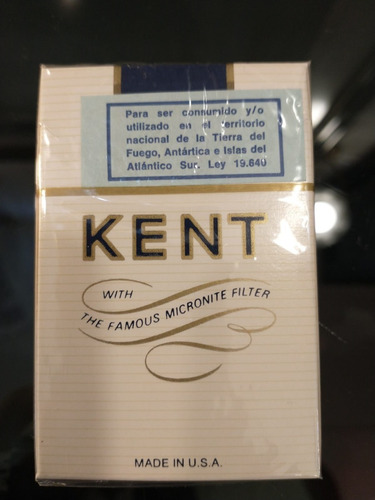 Para ser consumido y/o
utilizado en el territorio
nacional de la Tierra del
Fuego, Antártica e Islas del
Atlántico Sur. Ley 19.640
KENT
WITH
THE FAMOUS MICRONITE FILTER
MADE IN U.S.A.